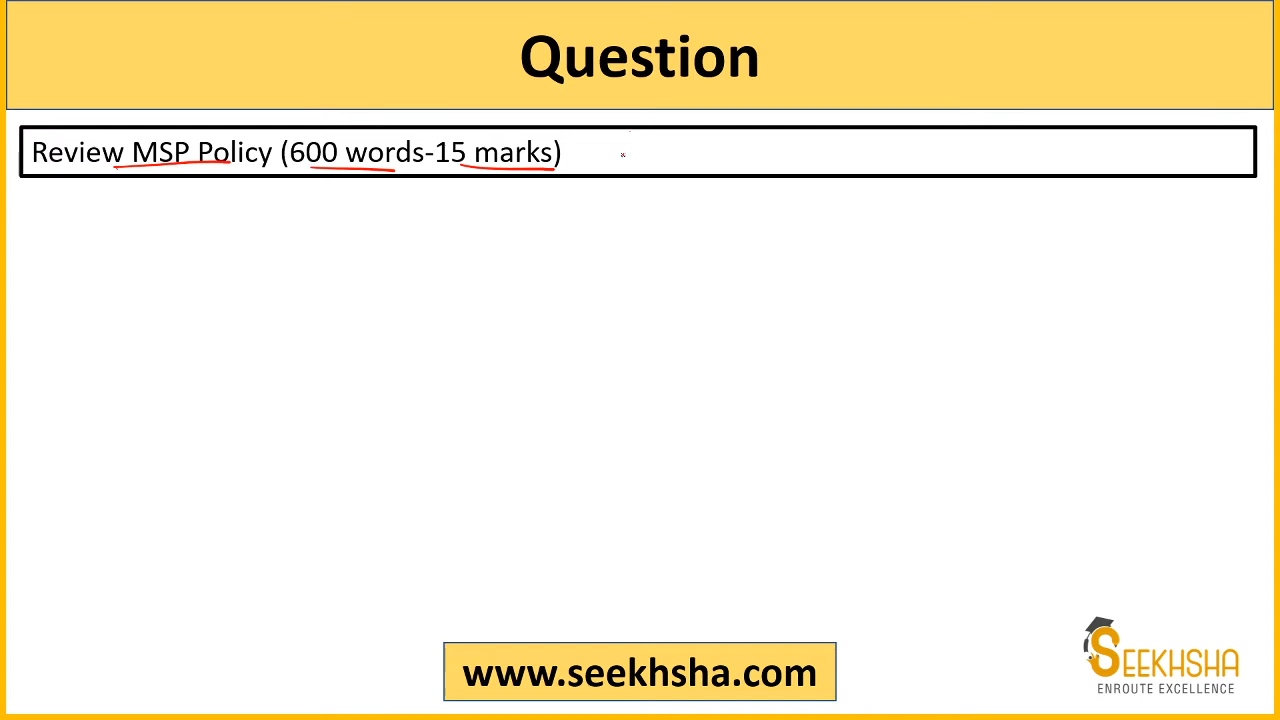 Question
Review MSP Policy (600 words-15 marks)
www.seekhsha.com
SEEKHSHA
ENROUTE EXCELLENCE